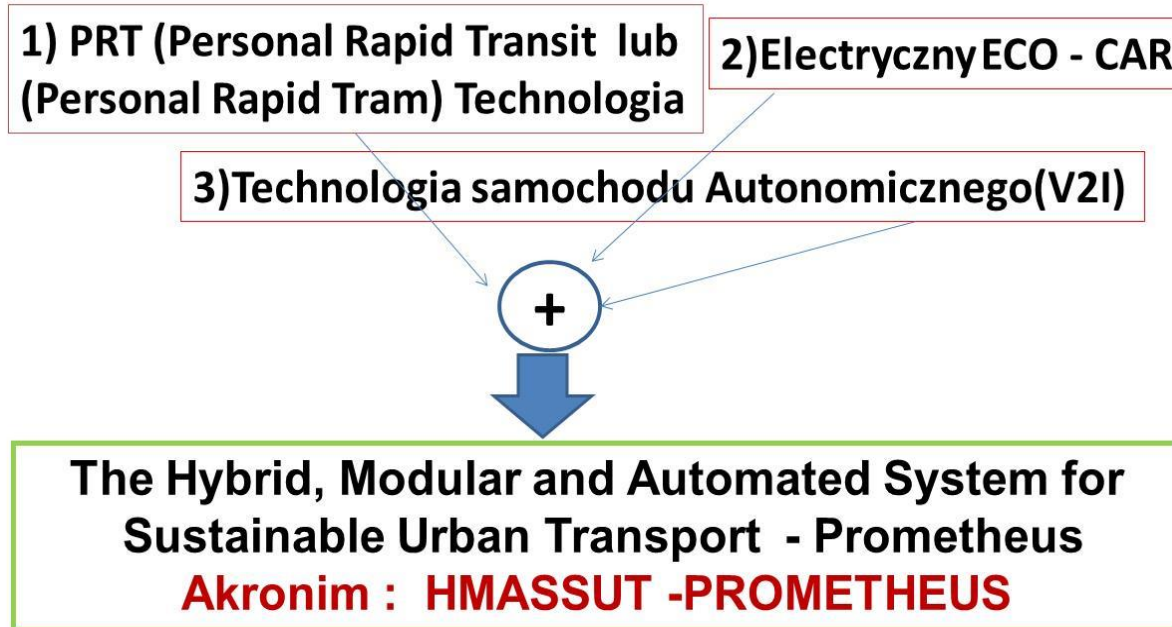 1) PRT (Personal Rapid Transit lub
(Personal Rapid Tram) Technologia
2)Electryczny ECO - CAR
3)Technologia samochodu Autonomicznego(V2I)
+
The Hybrid, Modular and Automated System for
Sustainable Urban Transport - Prometheus
Akronim : HMASSUT -PROMETHEUS